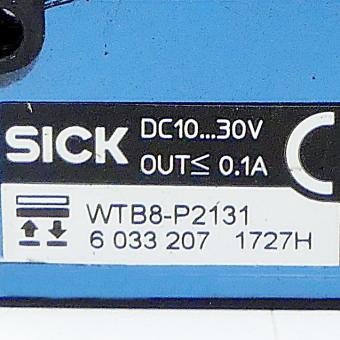 SICK
DC10...30V
OUT≤ 0.1A
WTB8-P2131
6 033 207 1727H